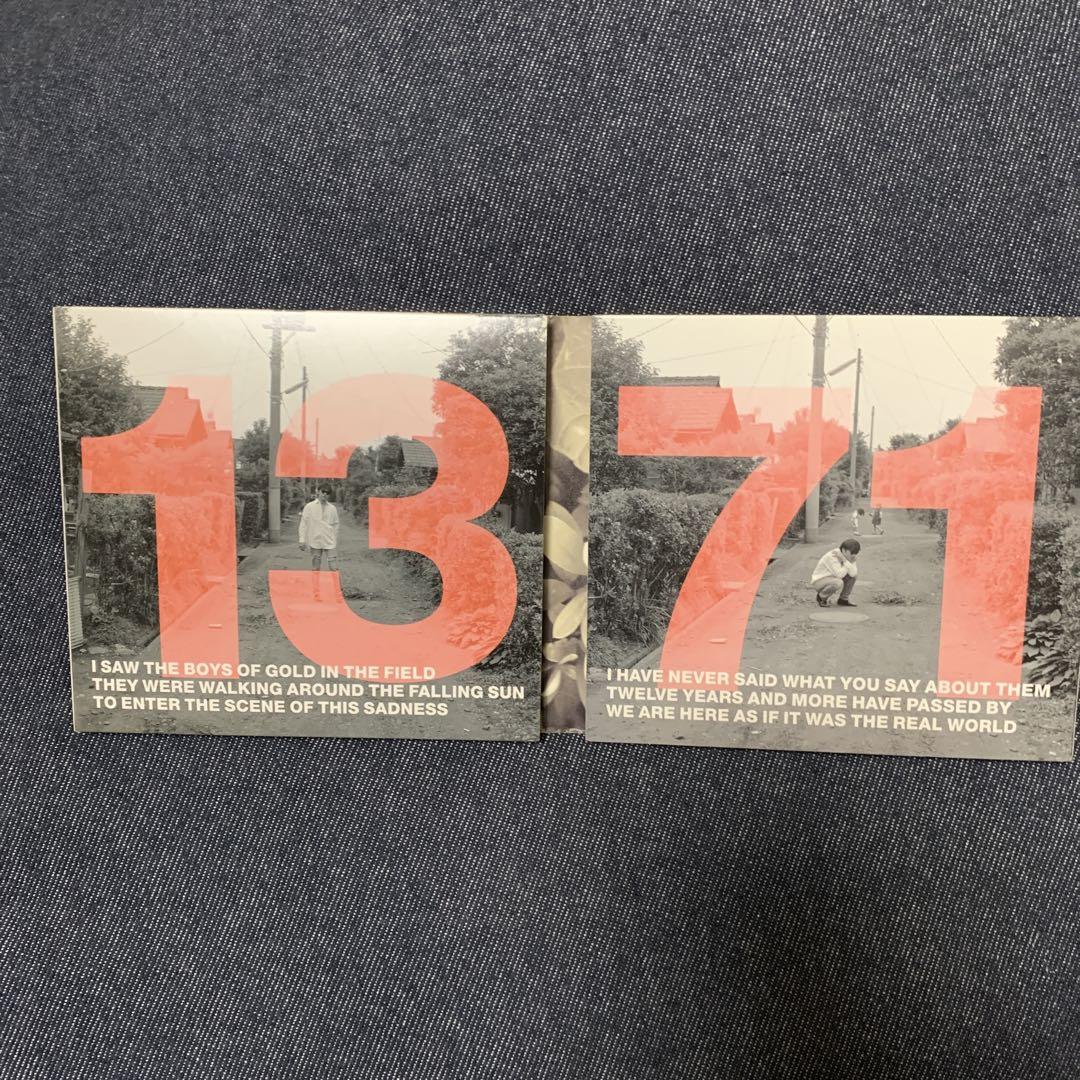 13
I SAW THE BOYS OF GOLD IN THE FIELD
THEY WERE WALKING AROUND THE FALLING SUN
TO ENTER THE SCENE OF THIS SADNESS
71
I HAVE NEVER SAID WHAT YOU SAY ABOUT THEM
TWELVE YEARS AND MORE HAVE PASSED BY
WE ARE HERE AS IF IT WAS THE REAL WORLD